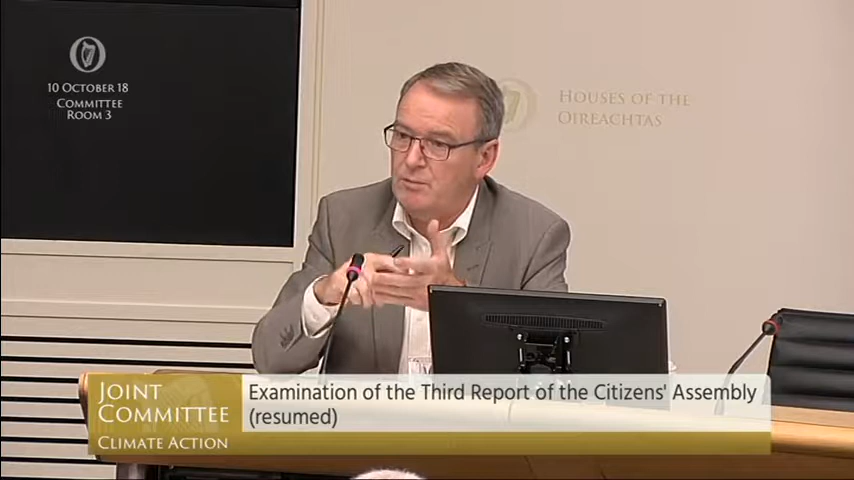 10 OCTOBER 18
COMMITTEE
ROOM 3
HOUSES OF THE
OIREACHTAS
JOINT
COMMITTEE
CLIMATE ACTION
Examination of the Third Report of the Citizens' Assembly
(resumed)